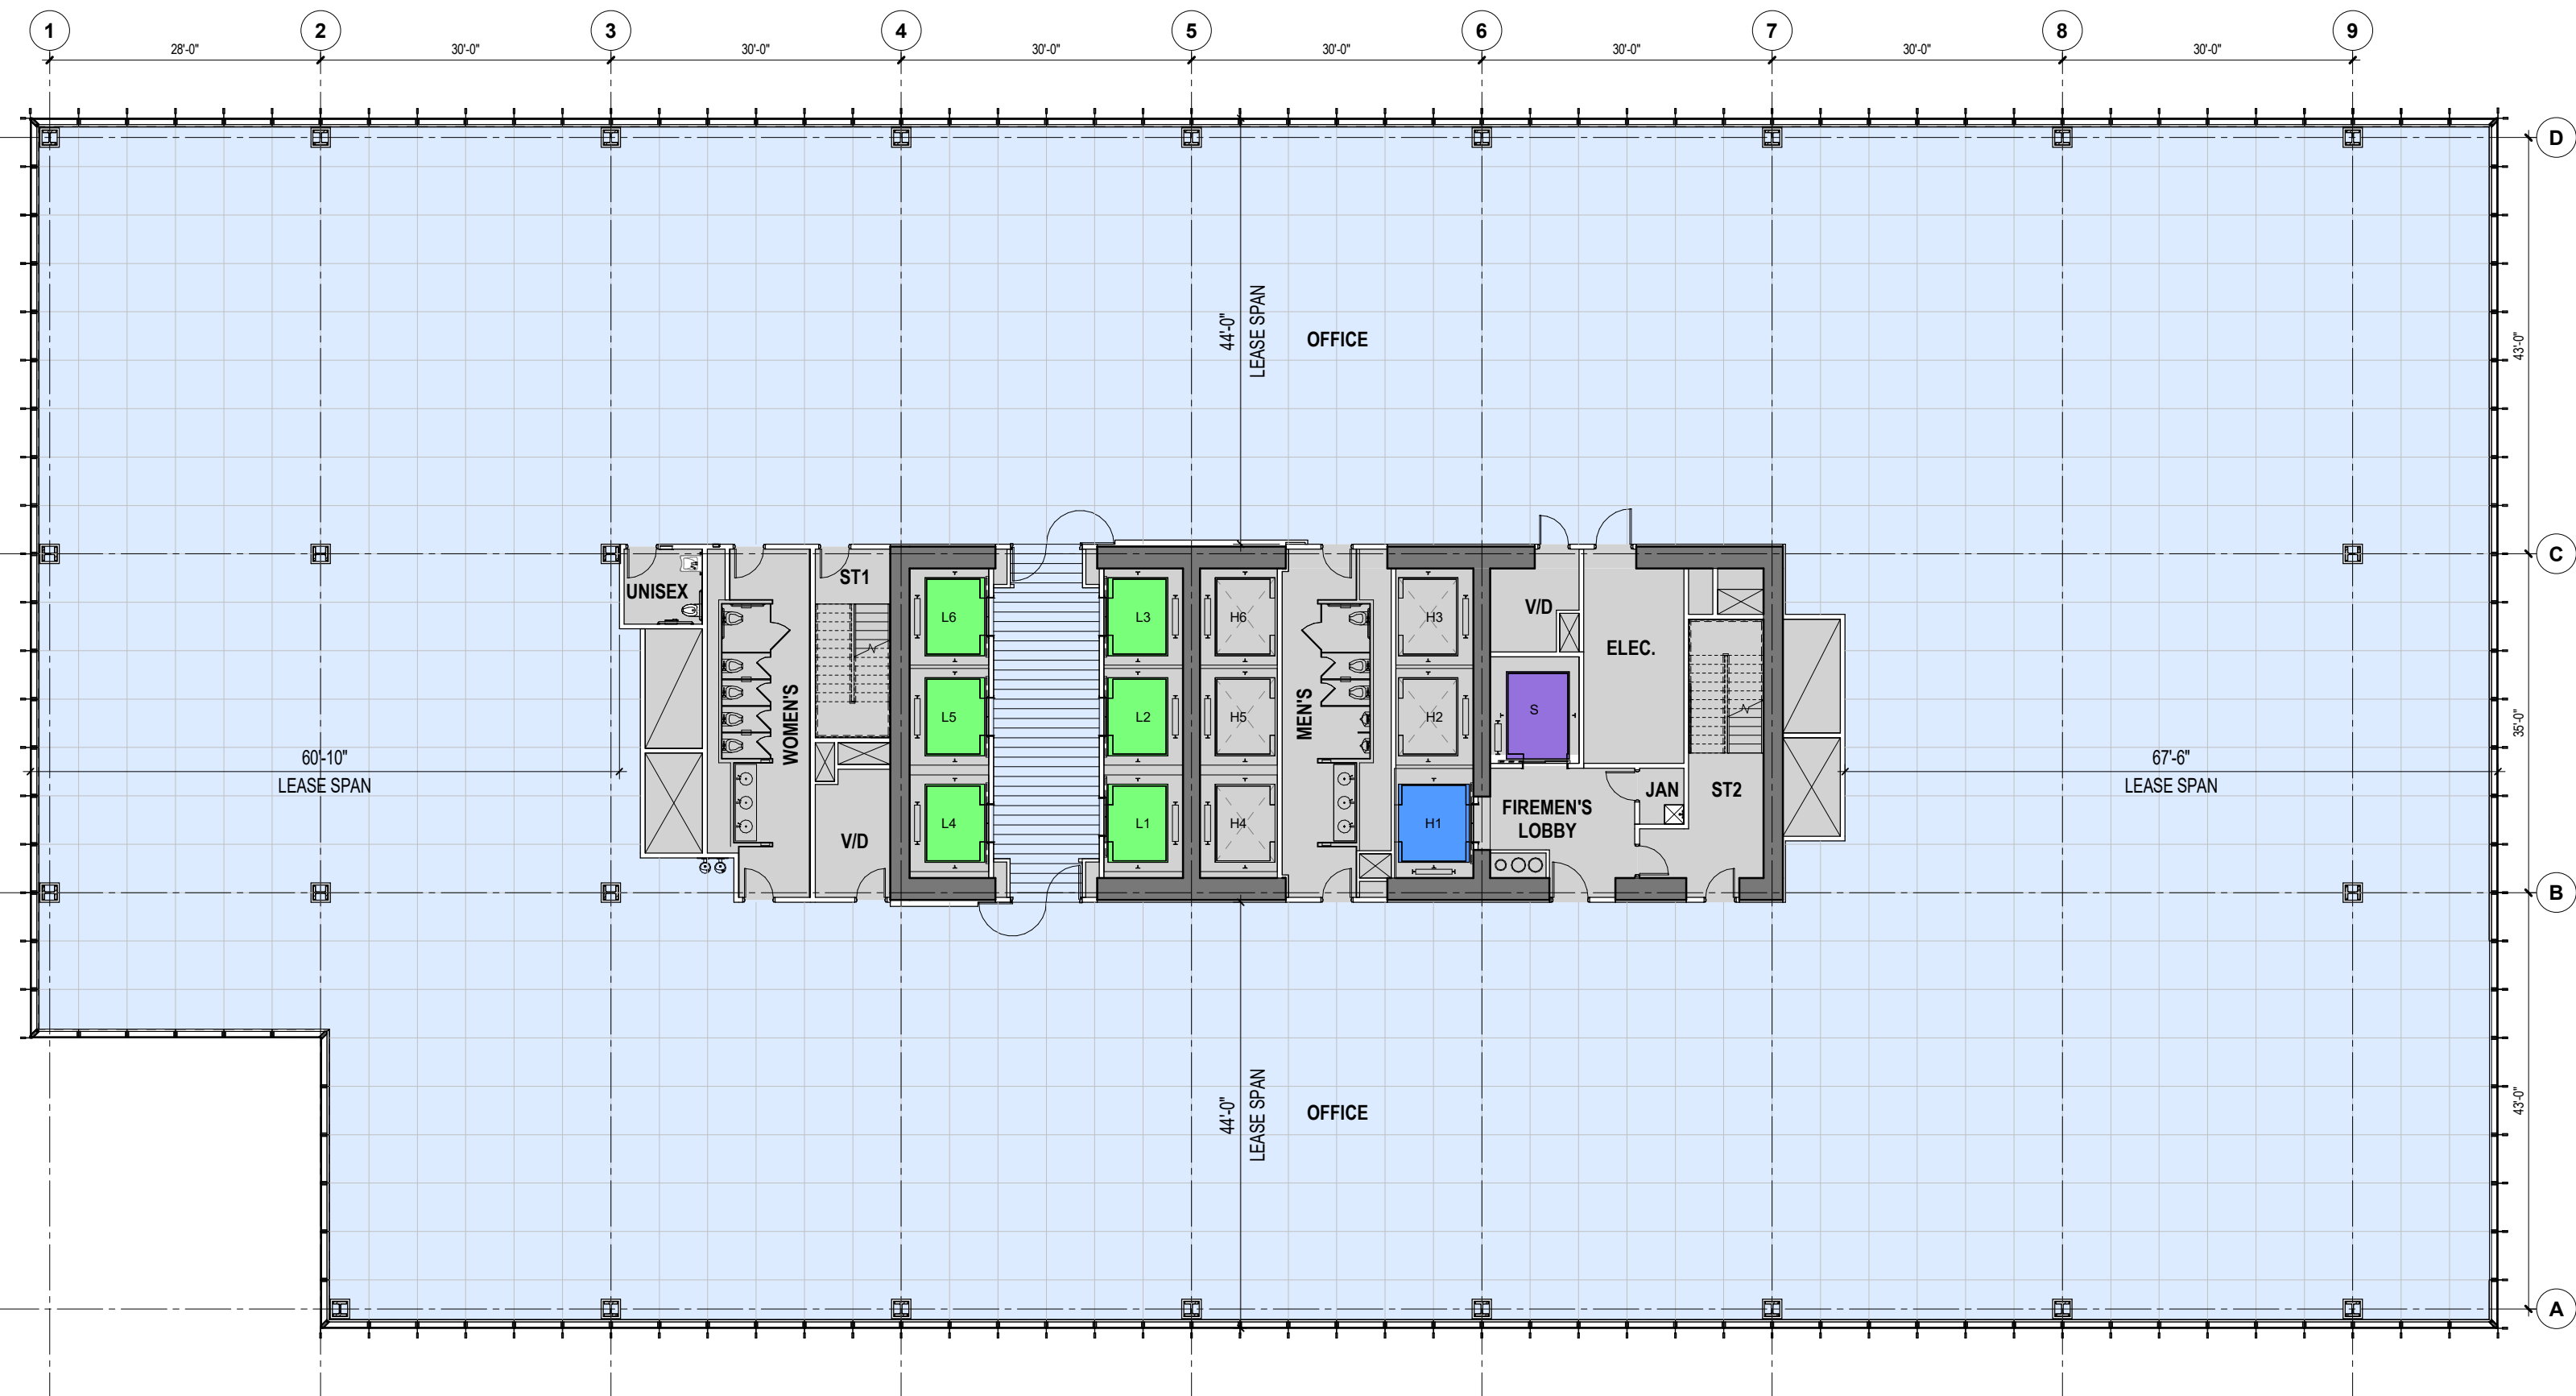 1
2
3
4
5
6
7
8
9
28'-0"
30'-0"
30'-0"
30'-0"
30'-0"
30'-0"
30'-0"
30'-0"
D
44'-0"
LEASE SPAN
OFFICE
43'-0"
C
UNISEX
ST1
L6
L3
H6
H3
V/D
ELEC.
WOMEN'S
L5
L2
H5
MEN'S
H2
S
35'-0"
60'-10"
LEASE SPAN
67'-6"
LEASE SPAN
V/D
L4
L1
H4
H1
FIREMEN'S
LOBBY
JAN
ST2
B
44'-0"
LEASE SPAN
OFFICE
43'-0"
A